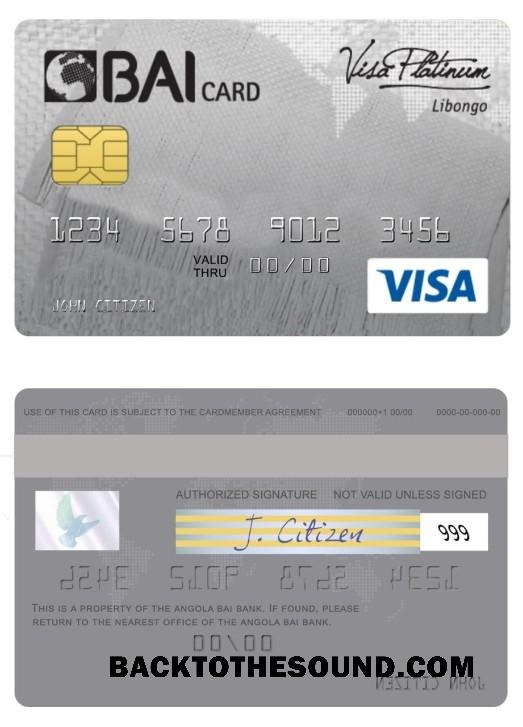 BAI CARD
Visa Platinum
Libongo
1234 5678 9012 3456
VALID
THRU
00/00
VISA
JOHN CITIZEN
USE OF THIS CARD IS SUBJECT TO THE CARDMEMBER AGREEMENT 000000+1 00/00 0000-00-000-00
AUTHORIZED SIGNATURE NOT VALID UNLESS SIGNED
J. Citizen
999
1234 5678 9012 3456
THIS IS A PROPERTY OF THE ANGOLA BAI BANK. IF FOUND, PLEASE
RETURN TO THE NEAREST OFFICE OF THE ANGOLA BAI BANK.
00/00
BACKTOTHESOUND.COM
JOHN CITIZEN